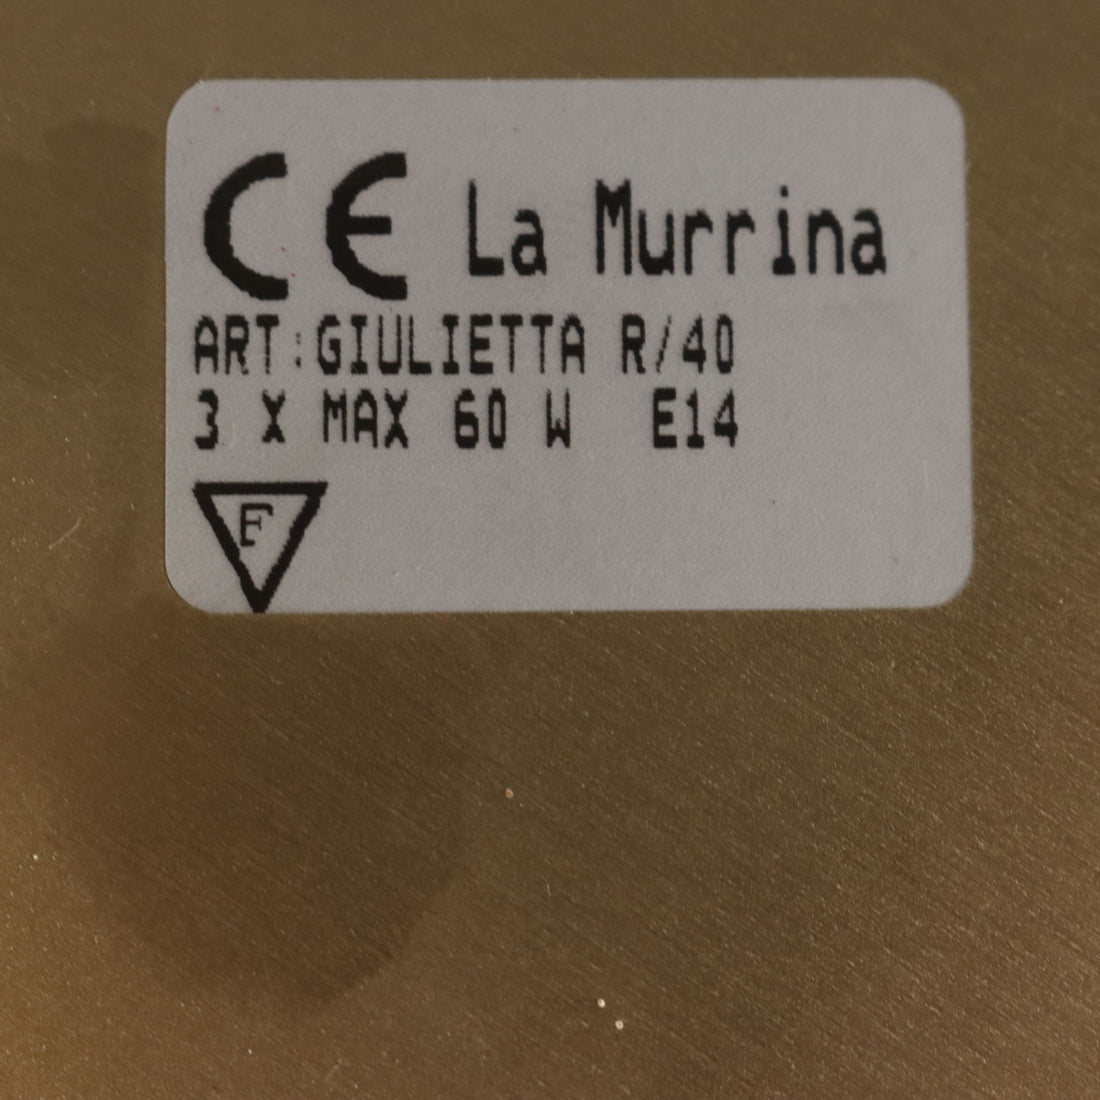 CE La Murrina
ART:GIULIETTA R/40
3 X MAX 60 W E14
F